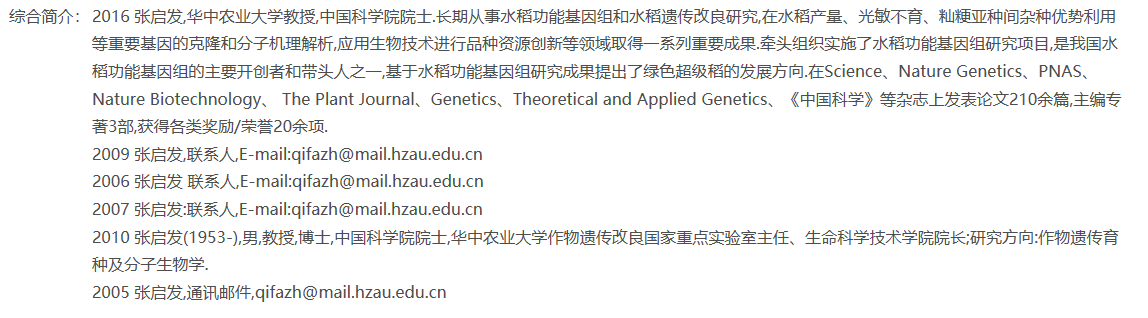 综合简介: 2016 张启发,华中农业大学教授,中国科学院院士.长期从事水稻功能基因组和水稻遗传改良研究,在水稻产量、光敏不育、籼粳亚种间杂种优势利用
等重要基因的克隆和分子机理解析,应用生物技术进行品种资源创新等领域取得一系列重要成果.牵头组织实施了水稻功能基因组研究项目,是我国水
稻功能基因组的主要开创者和带头人之一,基于水稻功能基因组研究成果提出了绿色超级稻的发展方向.在Science、Nature Genetics、PNAS、
Nature Biotechnology、 The Plant Journal、Genetics、Theoretical and Applied Genetics、《中国科学》等杂志上发表论文210余篇,主编专
著3部,获得各类奖励/荣誉20余项.
2009 张启发,联系人,E-mail:qifazh@mail.hzau.edu.cn
2006 张启发 联系人,E-mail:qifazh@mail.hzau.edu.cn
2007 张启发:联系人,E-mail:qifazh@mail.hzau.edu.cn
2010 张启发(1953-),男,教授,博士,中国科学院院士,华中农业大学作物遗传改良国家重点实验室主任、生命科学技术学院院长;研究方向:作物遗传育
种及分子生物学.
2005 张启发,通讯邮件,qifazh@mail.hzau.edu.cn